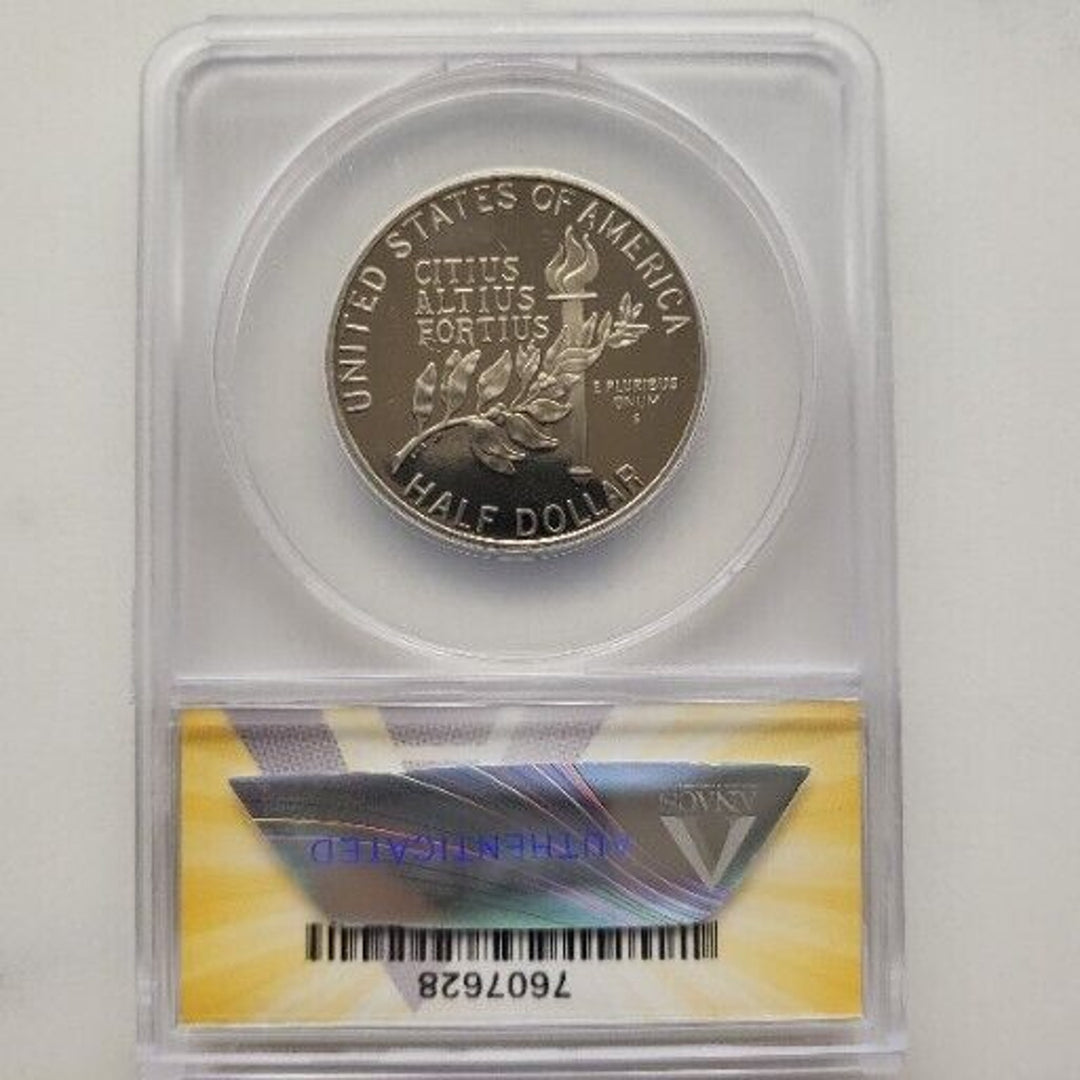 UNITED STATES OF AMERICA
CITIUS
ALTIUS
FORTIUS
E PLURIBUS
UNUM
S
HALF DOLLAR
ANACS
AUTHENTICATED
7607628